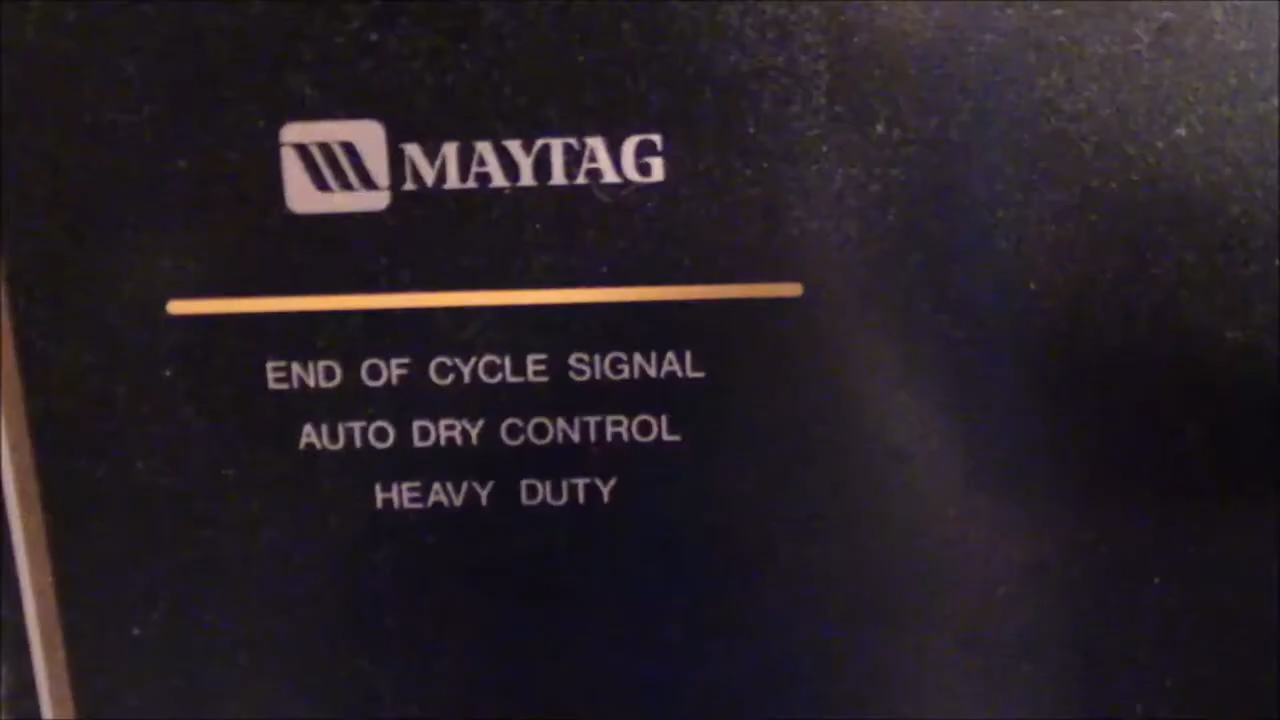 MAYTAG
END OF CYCLE SIGNAL
AUTO DRY CONTROL
HEAVY DUTY